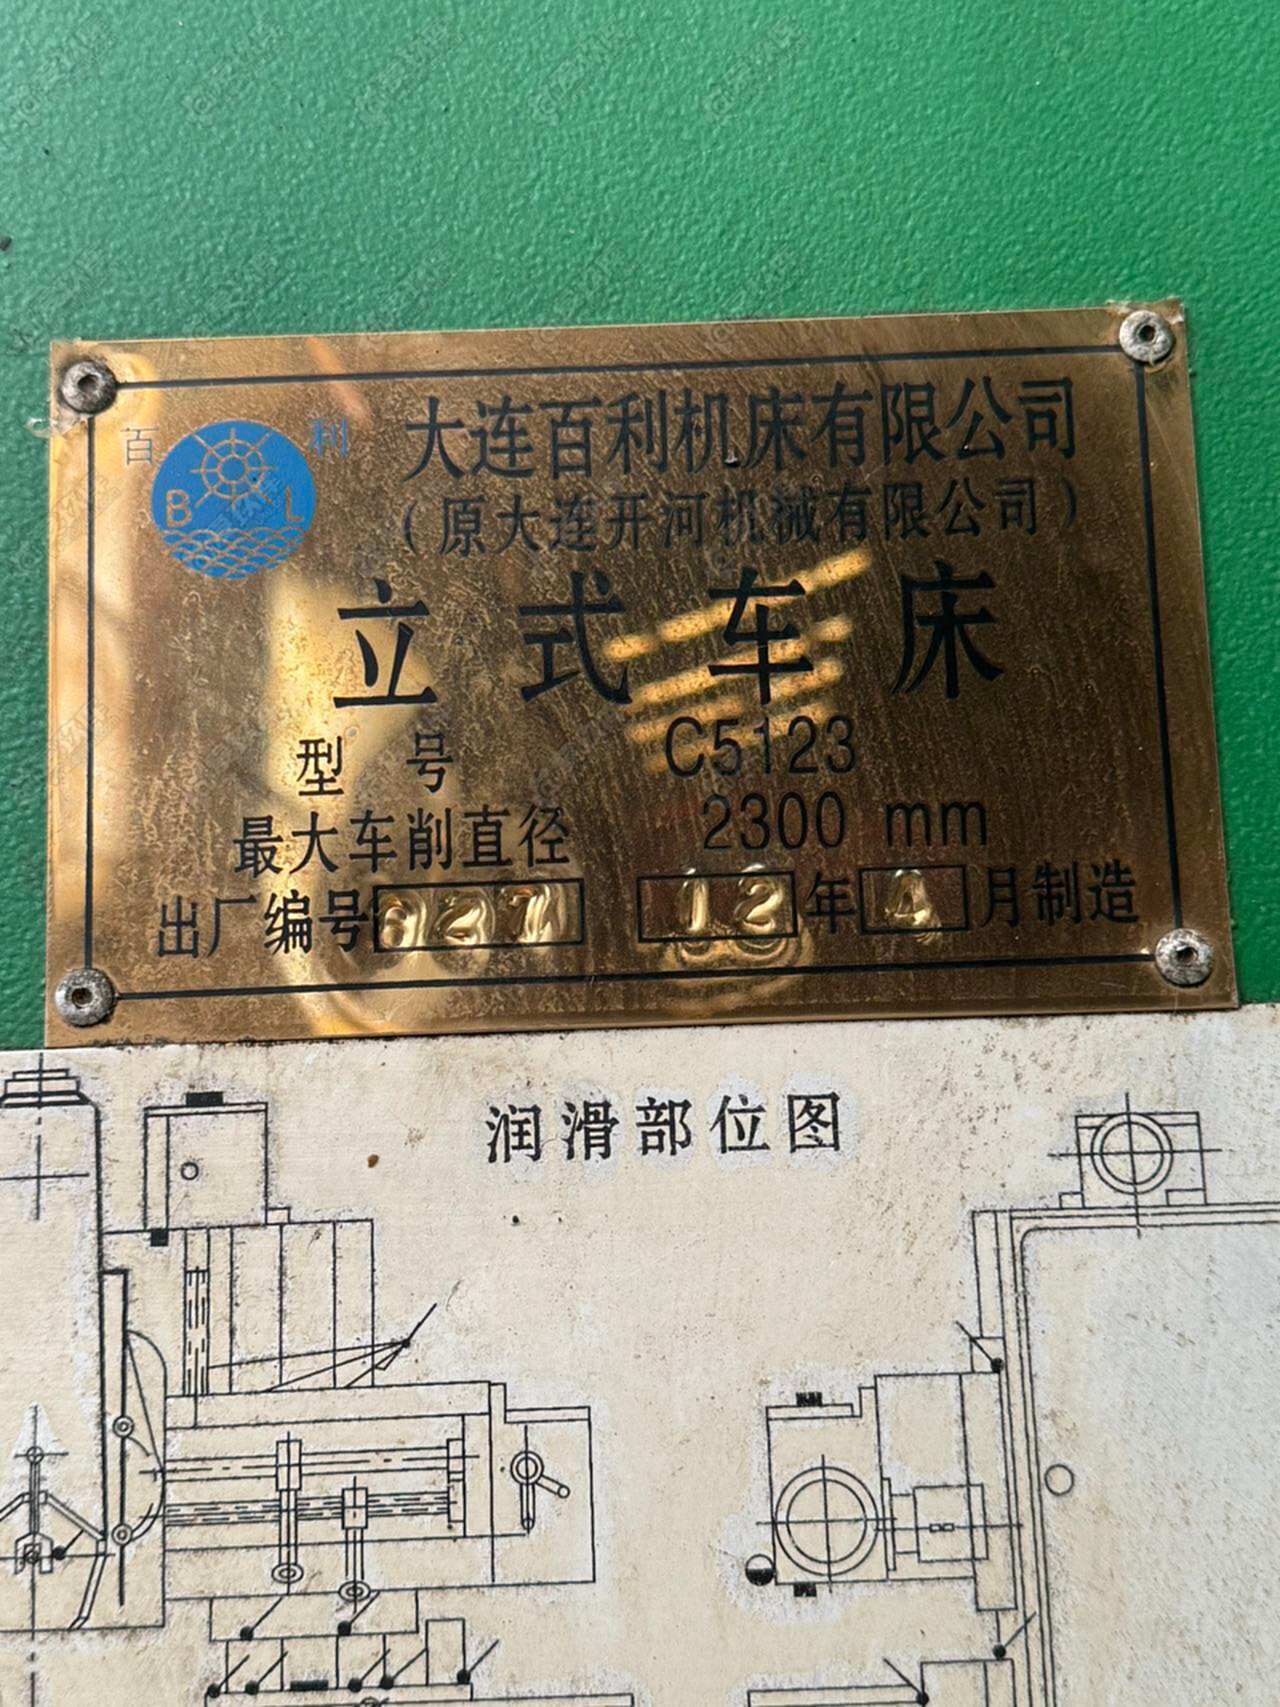 百 利
B L
大连百利机床有限公司
（原大连开河机械有限公司）
立式车床
型 号 C5123
最大车削直径 2300 mm
出厂编号 627 12年4月制造
润滑部位图